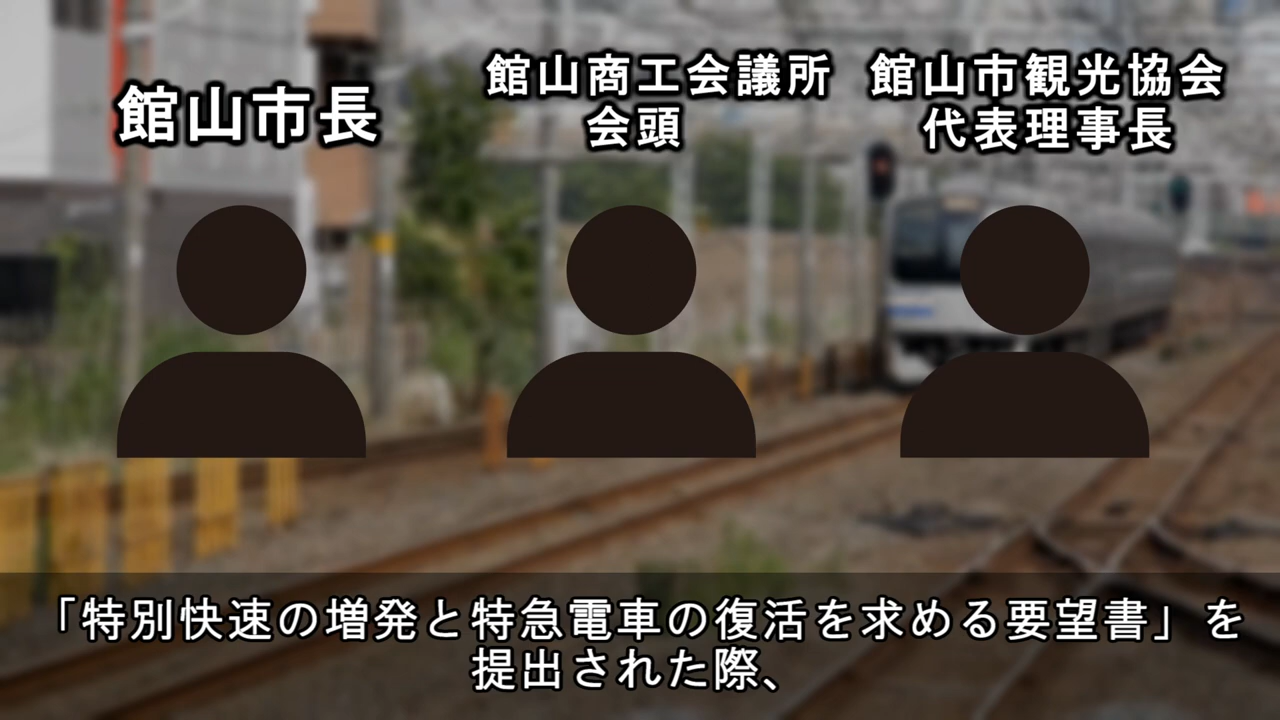 館山市長
館山商工会議所
会頭
館山市観光協会
代表理事長
「特別快速の増発と特急電車の復活を求める要望書」を
提出された際、